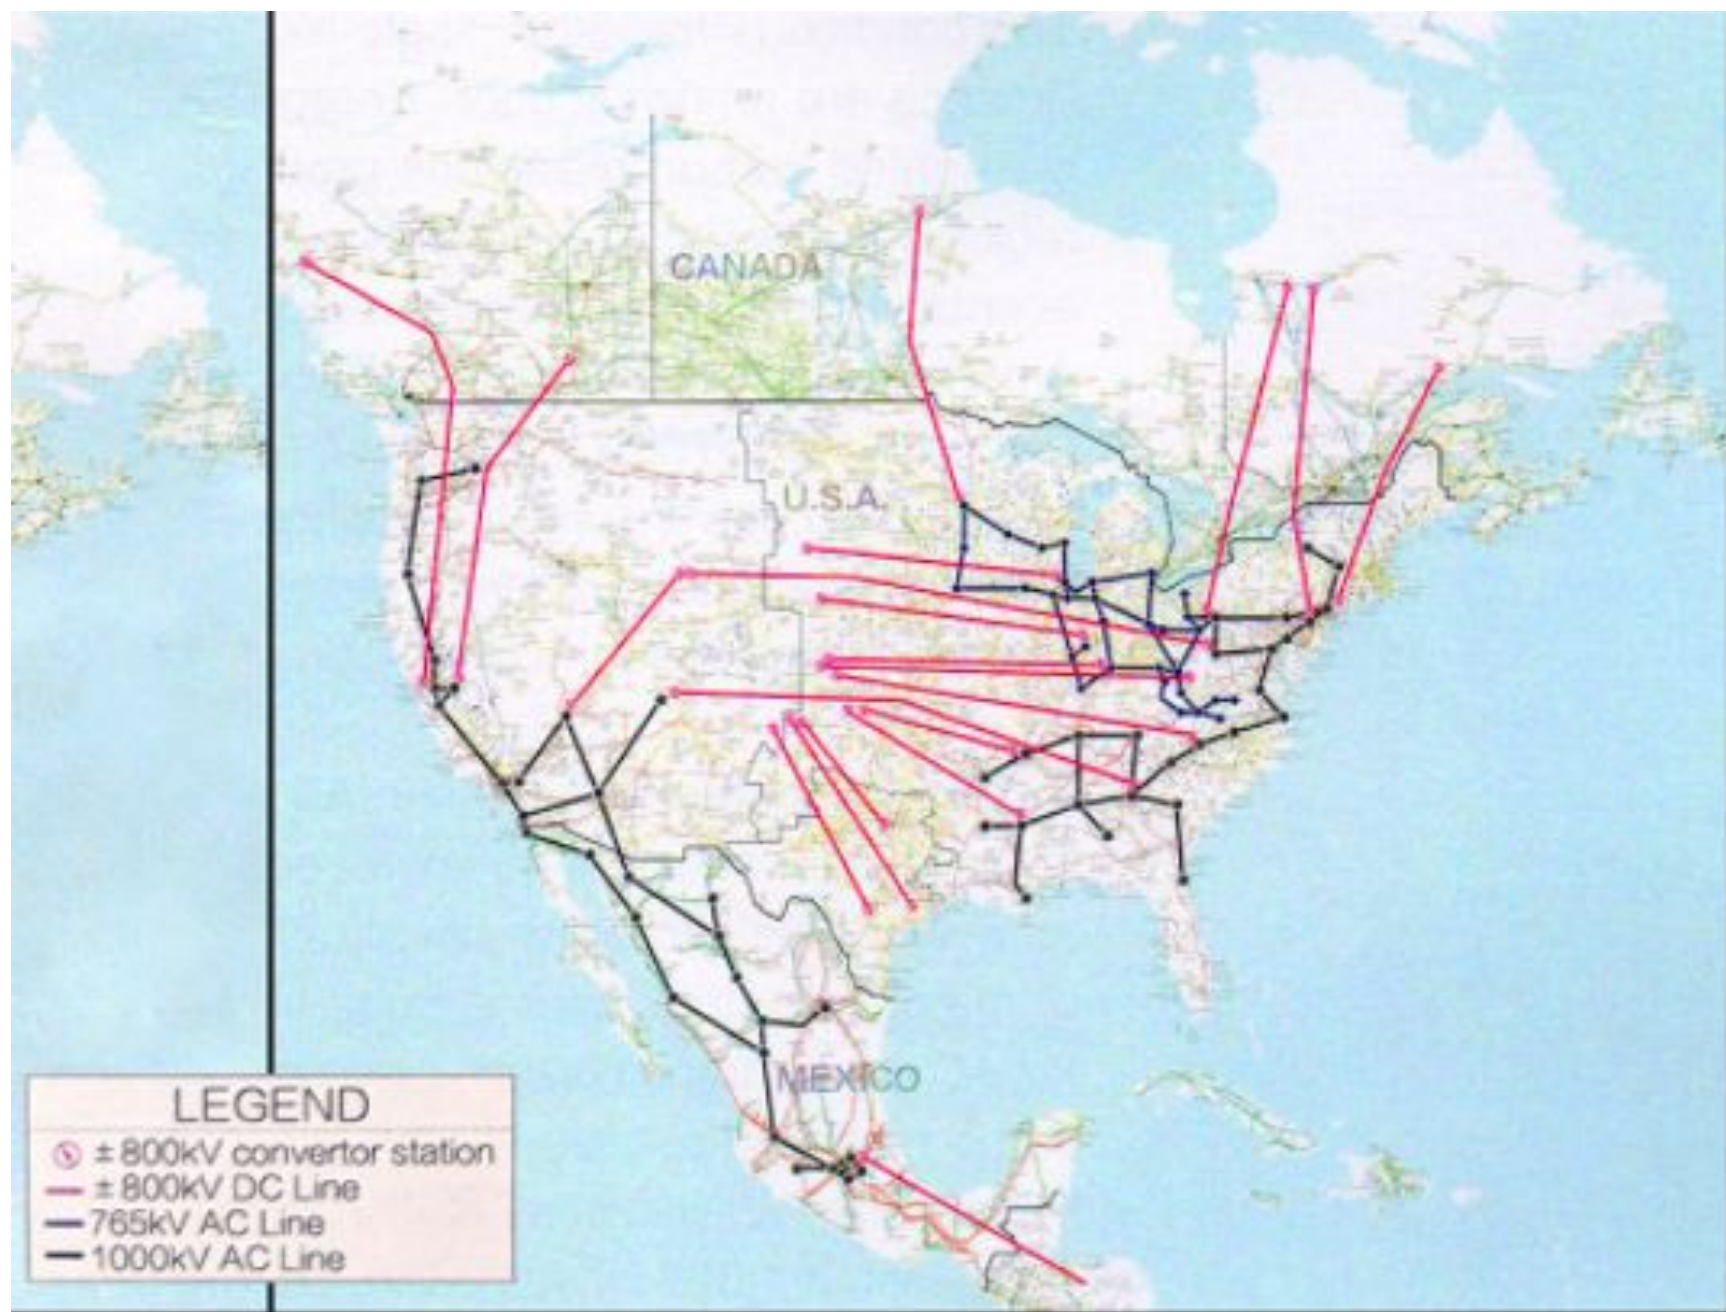 CANADA
U.S.A.
MEXICO
LEGEND
± 800kV convertor station
± 800kV DC Line
765kV AC Line
1000kV AC Line